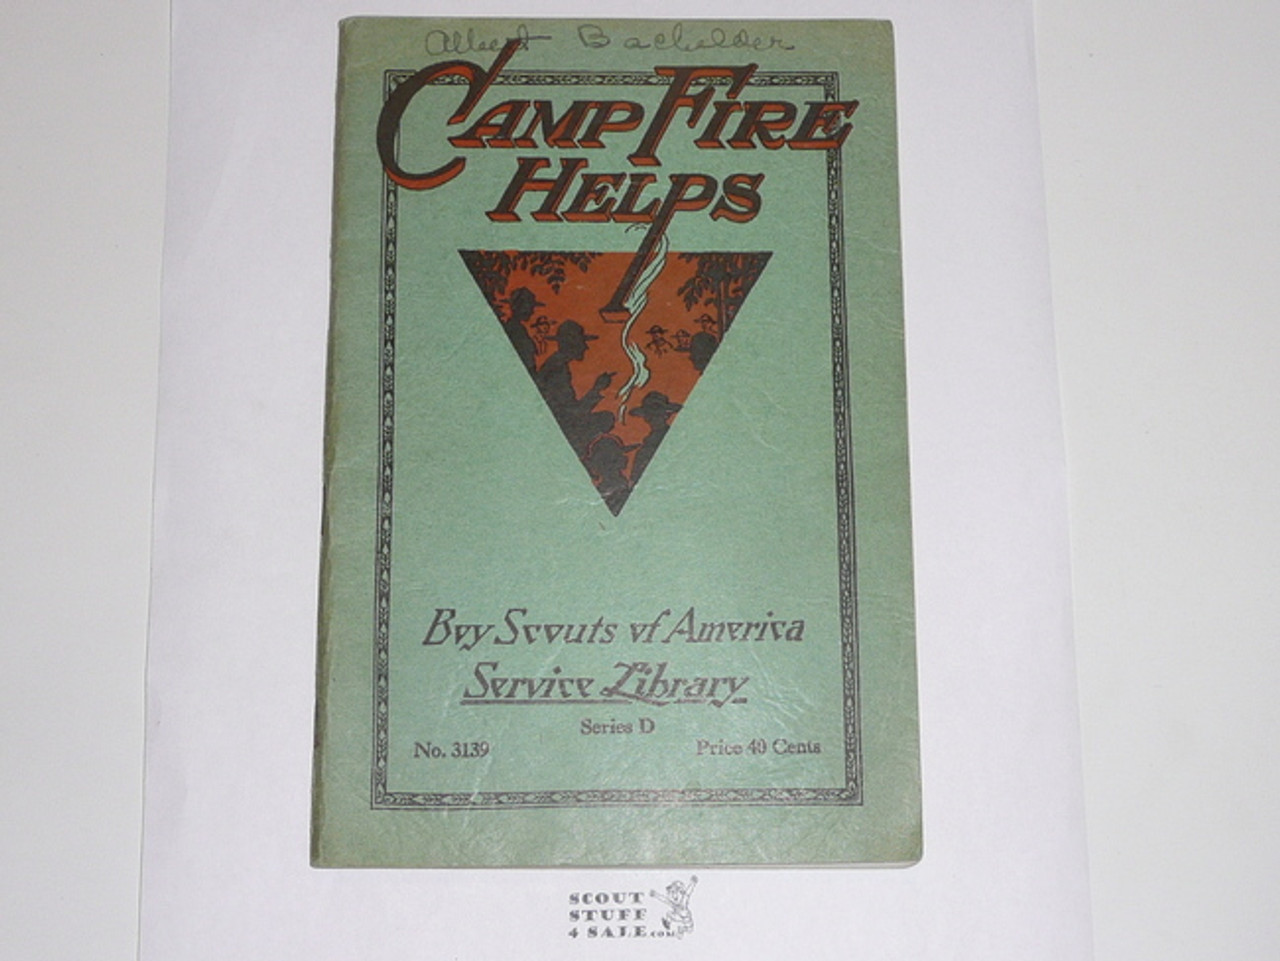 Albert Bachelder
CAMP FIRE
HELPS
Boy Scouts of America
Service Library
Series D
No. 3139 Price 40 Cents
SCOUT
STUFF
4 SALE.COM